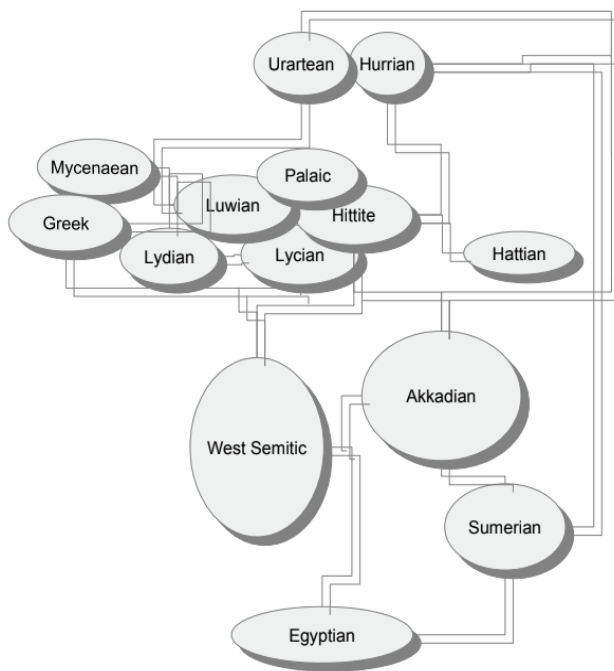 Urartean
Hurrian
Mycenaean
Palaic
Luwian
Hittite
Greek
Lydian
Lycian
Hattian
Akkadian
West Semitic
Sumerian
Egyptian